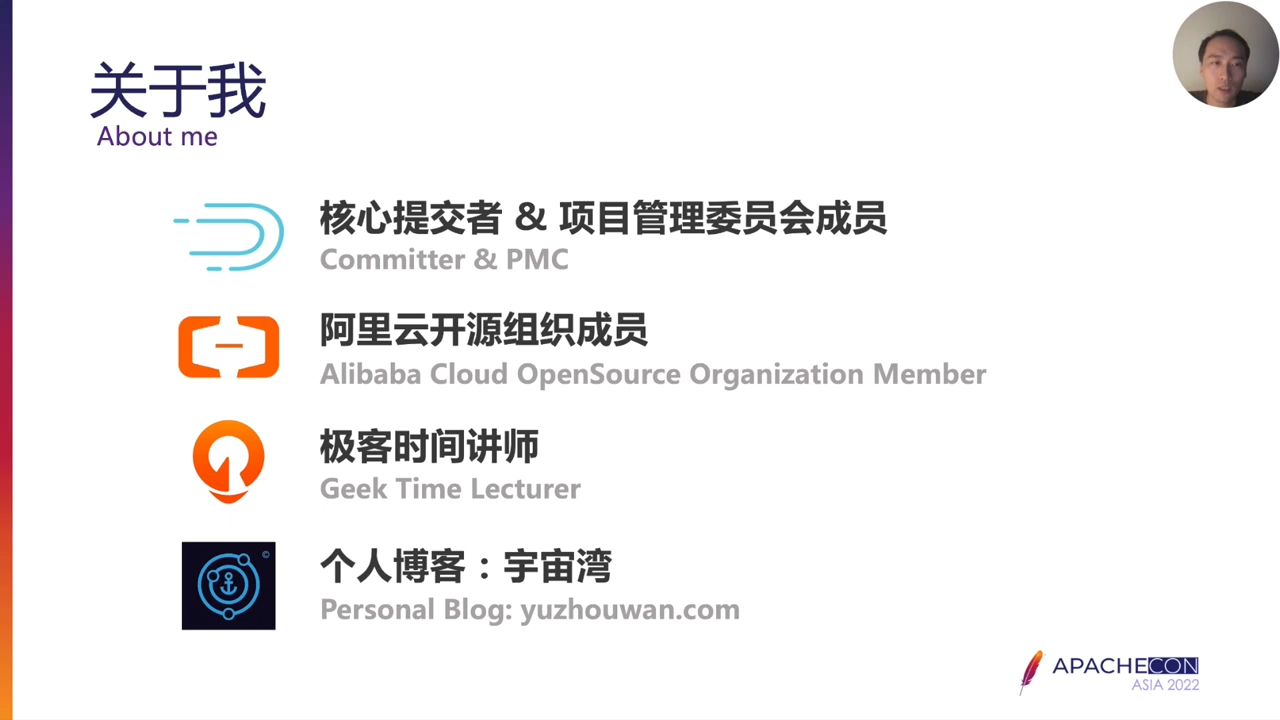 关于我
About me
核心提交者 & 项目管理委员会成员
Committer & PMC
阿里云开源组织成员
Alibaba Cloud OpenSource Organization Member
极客时间讲师
Geek Time Lecturer
©
个人博客：宇宙湾
Personal Blog: yuzhouwan.com
APACHECON
ASIA 2022